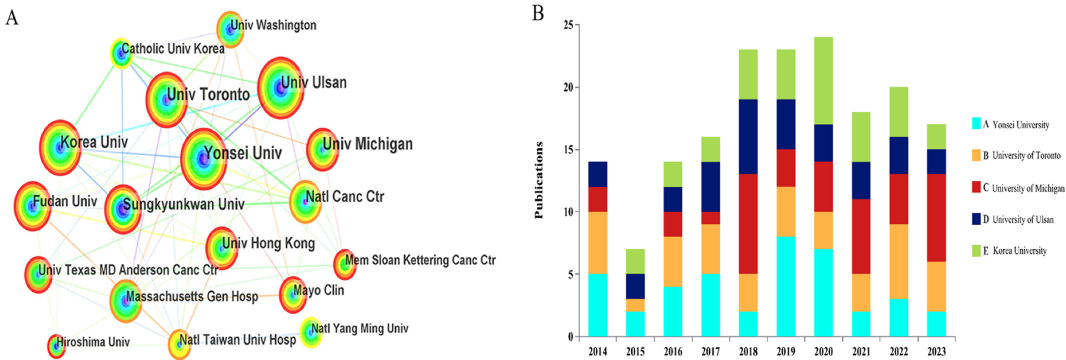 A
Univ Washington
Catholic Univ Korea
Univ Toronto
Univ Ulsan
Korea Univ
Yonsei Univ
Univ Michigan
Fudan Univ
Sungkyunkwan Univ
Natl Canc Ctr
Univ Hong Kong
Mem Sloan Kettering Canc Ctr
Univ Texas MD Anderson Canc Ctr
Massachusetts Gen Hosp
Mayo Clin
Hiroshima Univ
Natl Taiwan Univ Hosp
Natl Yang Ming Univ
B
Publications
25
20
15
10
5
0
2014 2015 2016 2017 2018 2019 2020 2021 2022 2023
A Yonsei University
B University of Toronto
C University of Michigan
D University of Ulsan
E Korea University